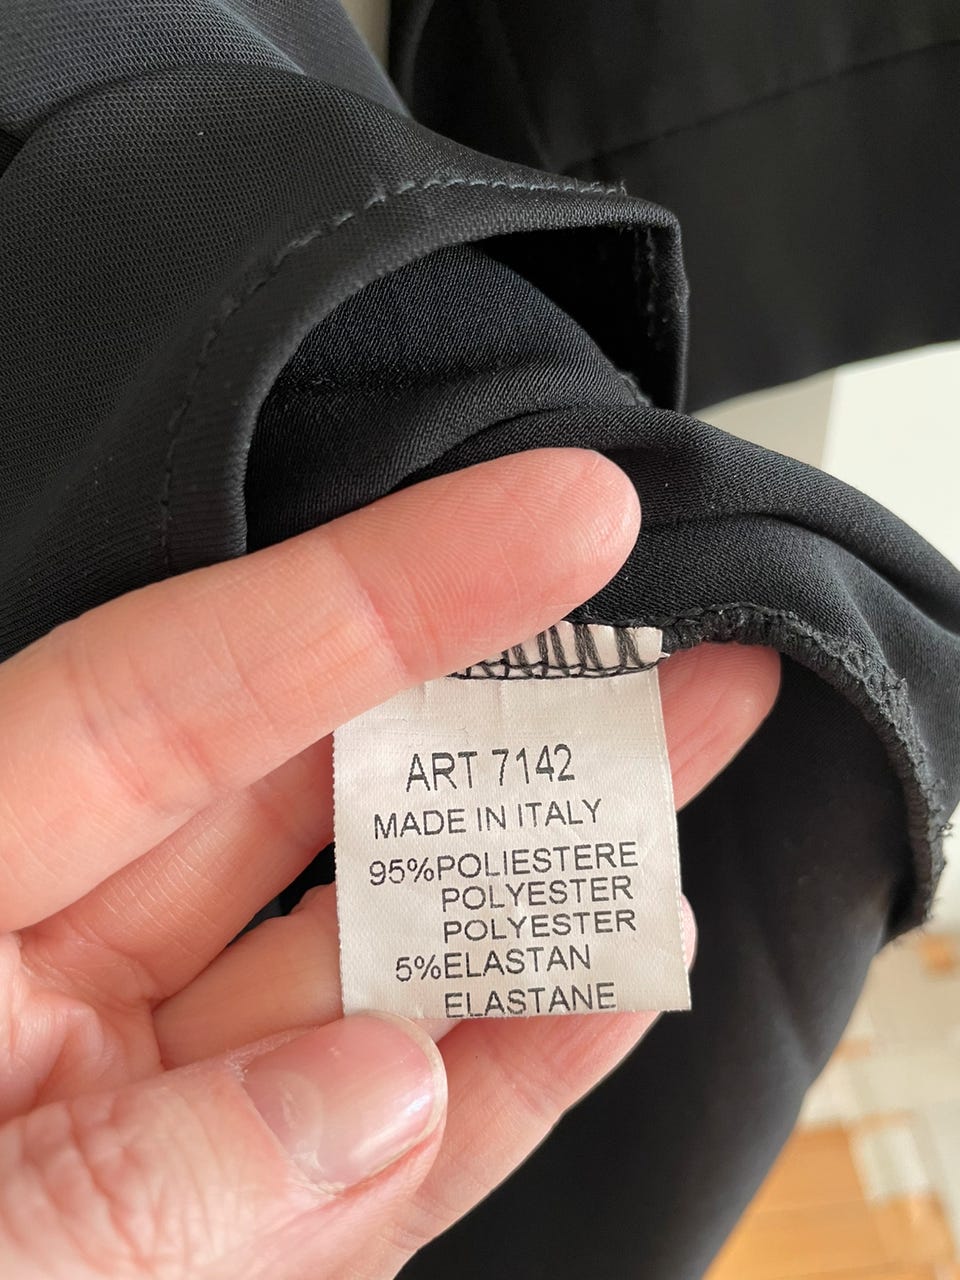 ART 7142
MADE IN ITALY
95%POLIESTERE
POLYESTER
POLYESTER
5%ELASTAN
ELASTANE